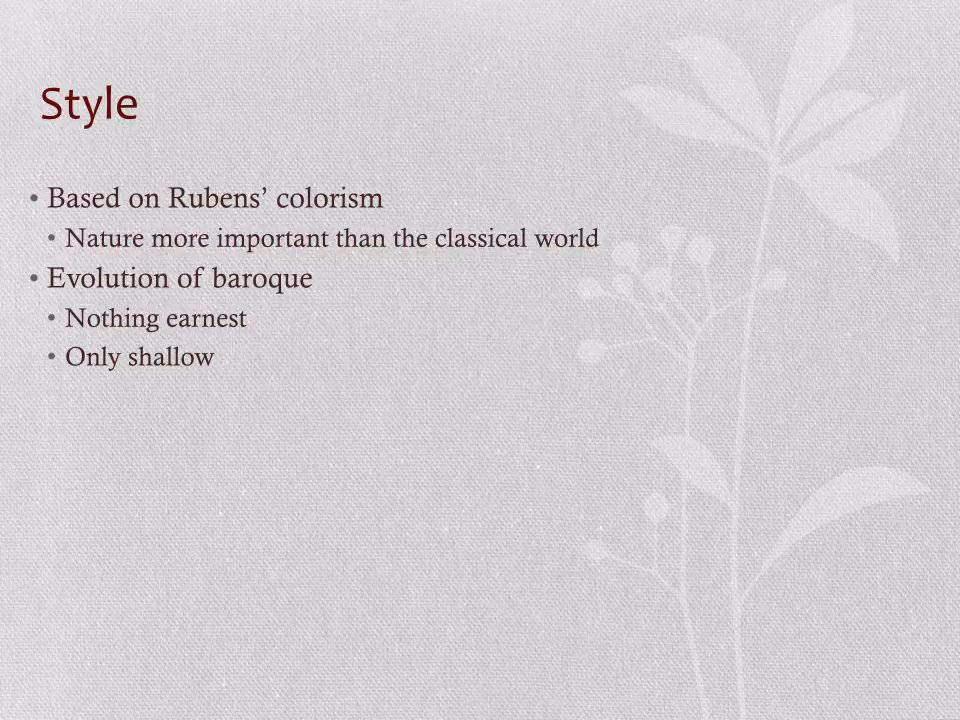 Style
• Based on Rubens’ colorism
• Nature more important than the classical world
• Evolution of baroque
• Nothing earnest
• Only shallow